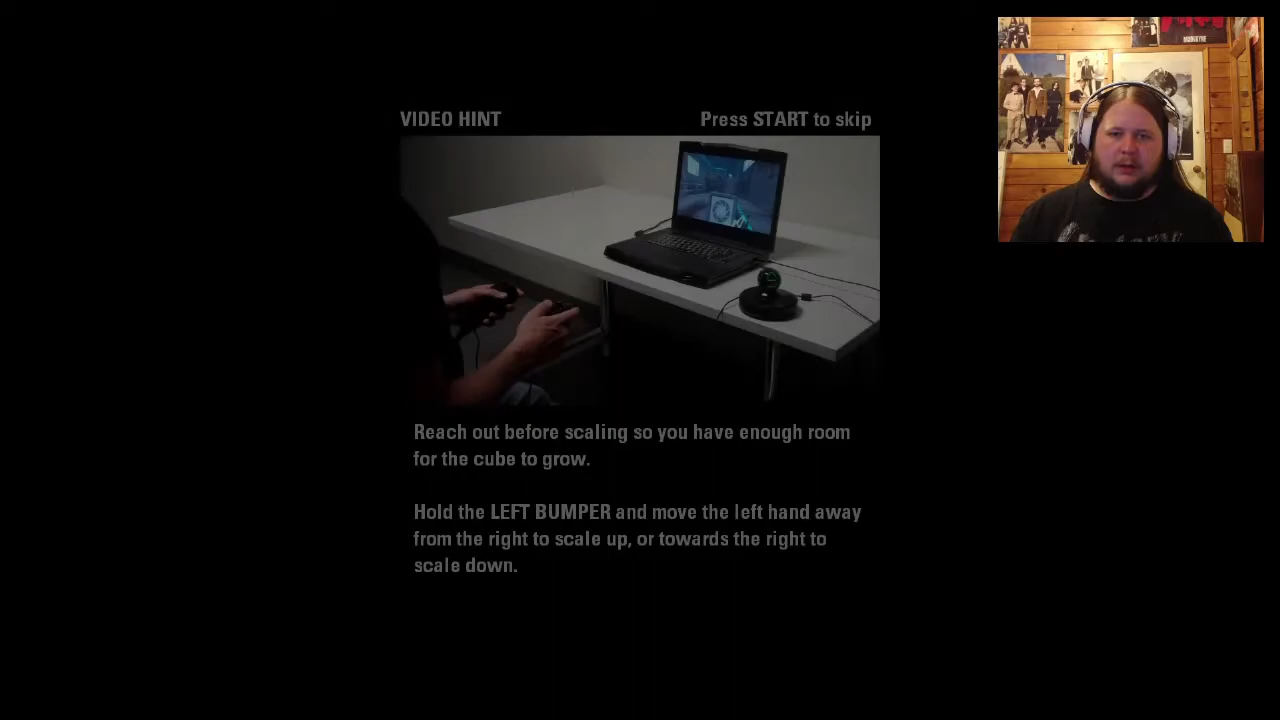 VIDEO HINT
Press START to skip
Reach out before scaling so you have enough room
for the cube to grow.
Hold the LEFT BUMPER and move the left hand away
from the right to scale up, or towards the right to
scale down.